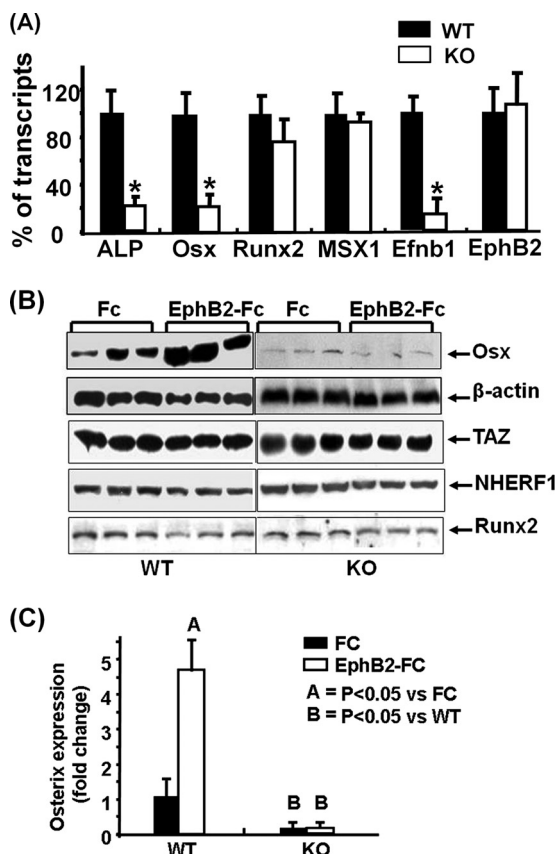 (A)
WT
KO
% of transcripts
120
80
40
0
* * *
ALP Osx Runx2 MSX1 Efnb1 EphB2
(B)
Fc EphB2-Fc Fc EphB2-Fc
Osx
β-actin
TAZ
NHERF1
Runx2
WT KO
(C)
Osterix expression
(fold change)
5
4
3
2
1
0
A
B B
FC
EphB2-FC
A = P<0.05 vs FC
B = P<0.05 vs WT
WT KO